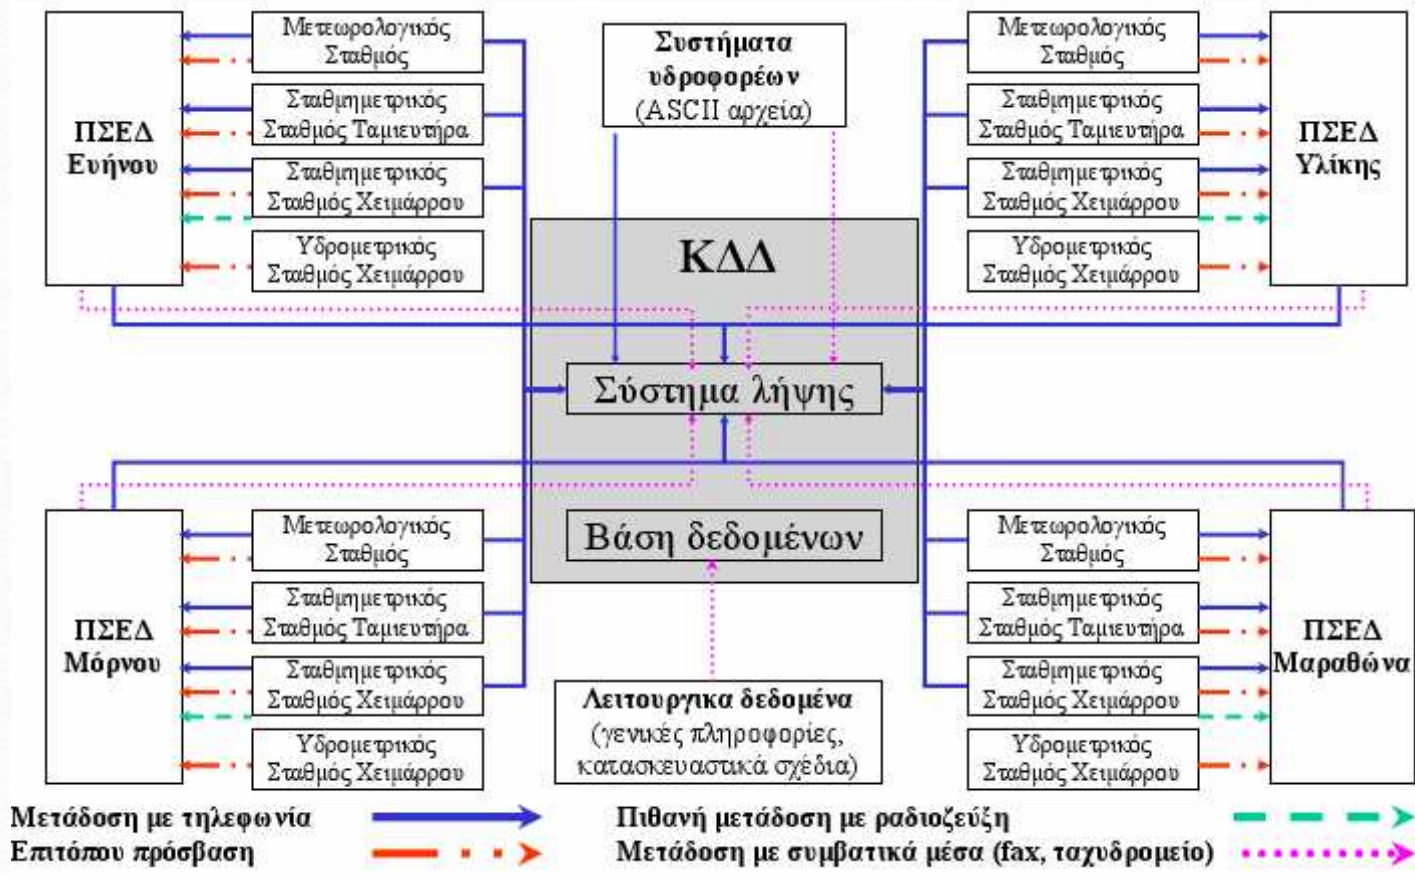 ΠΣΕΔ
Ευήνου
Μετεωρολογικός
Σταθμός
Σταθμημετρικός
Σταθμός Ταμιευτήρα
Σταθμημετρικός
Σταθμός Χειμάρρου
Υδρομετρικός
Σταθμός Χειμάρρου
Συστήματα
υδροφορέων
(ASCII αρχεία)
Μετεωρολογικός
Σταθμός
Σταθμημετρικός
Σταθμός Ταμιευτήρα
Σταθμημετρικός
Σταθμός Χειμάρρου
Υδρομετρικός
Σταθμός Χειμάρρου
ΠΣΕΔ
Υλίκης
ΚΔΔ
Σύστημα λήψης
Βάση δεδομένων
ΠΣΕΔ
Μόρνου
Μετεωρολογικός
Σταθμός
Σταθμημετρικός
Σταθμός Ταμιευτήρα
Σταθμημετρικός
Σταθμός Χειμάρρου
Υδρομετρικός
Σταθμός Χειμάρρου
Λειτουργικα δεδομένα
(γενικές πληροφορίες,
κατασκευαστικά σχέδια)
Μετεωρολογικός
Σταθμός
Σταθμημετρικός
Σταθμός Ταμιευτήρα
Σταθμημετρικός
Σταθμός Χειμάρρου
Υδρομετρικός
Σταθμός Χειμάρρου
ΠΣΕΔ
Μαραθώνα
Μετάδοση με τηλεφωνία
Επιτόπου πρόσβαση
Πιθανή μετάδοση με ραδιοζεύξη
Μετάδοση με συμβατικά μέσα (fax, ταχυδρομείο)